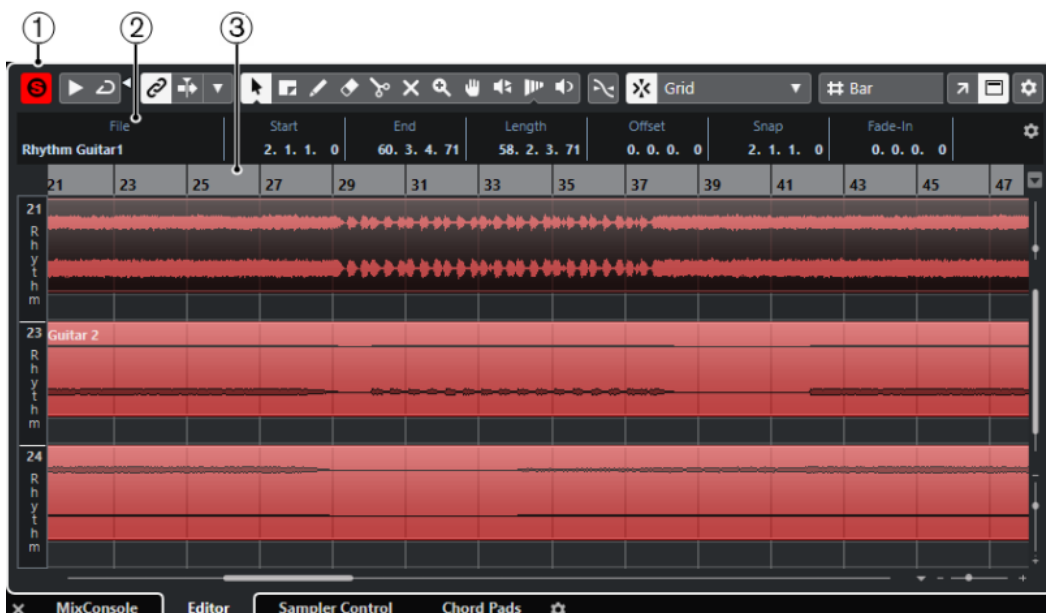 1 2 3
S Grid Bar
File Start End Length Offset Snap Fade-In
Rhythm Guitar1 2. 1. 1. 0 60. 3. 4. 71 58. 2. 3. 71 0. 0. 0. 0 2. 1. 1. 0 0. 0. 0. 0
21 23 25 27 29 31 33 35 37 39 41 43 45 47
21
Rhythm
23 Guitar 2
Rhythm
24
Rhythm
MixConsole Editor Sampler Control Chord Pads